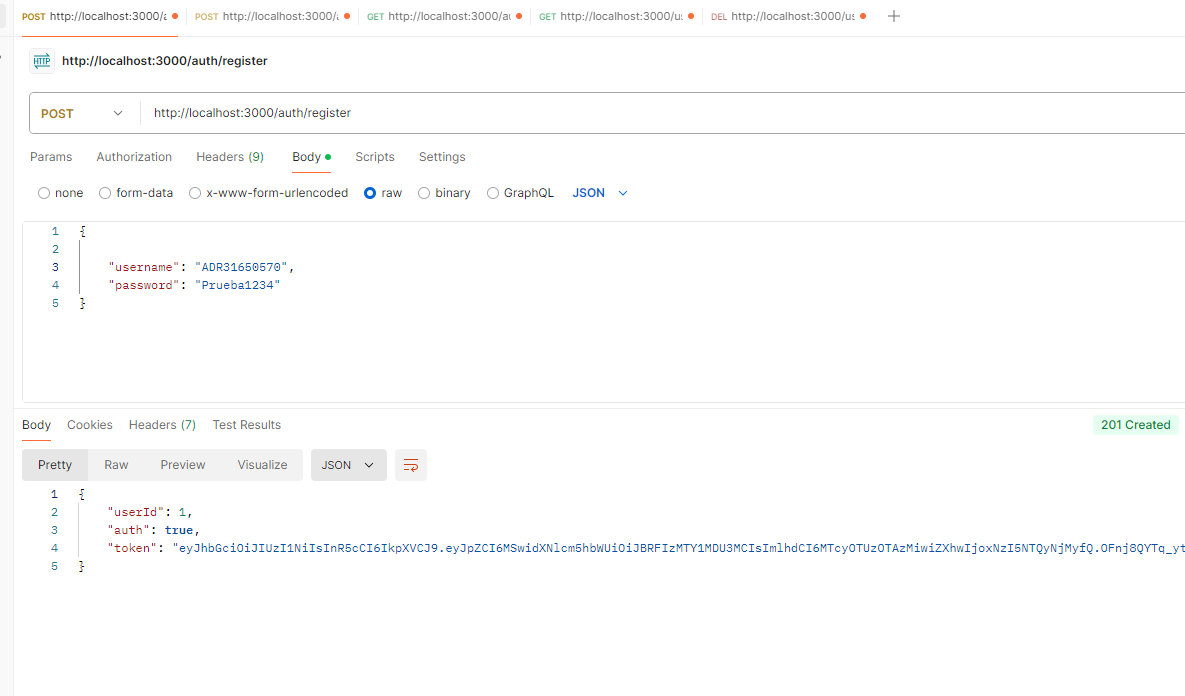 POST http://localhost:3000/a POST http://localhost:3000/a GET http://localhost:3000/au GET http://localhost:3000/us DEL http://localhost:3000/us
HTTP http://localhost:3000/auth/register
POST http://localhost:3000/auth/register
Params Authorization Headers (9) Body Scripts Settings
none form-data x-www-form-urlencoded raw binary GraphQL JSON
1 {
2
3 "username": "ADR31650570",
4 "password": "Prueba1234"
5 }
Body Cookies Headers (7) Test Results 201 Created
Pretty Raw Preview Visualize JSON
1 {
2 "userId": 1,
3 "auth": true,
4 "token": "eyJhbGciOiJIUzI1NiIsInR5cCI6IkpXVCJ9.eyJpZCI6MSwidXNlcm5hbWUiOiJBRFIzMTY1MDU3MCIsImlhdCI6MTcyOTUzOTAzMiwiZXhwIjoxNzI5NTQyNjMyfQ.OFnj8QYTq_yt
5 }